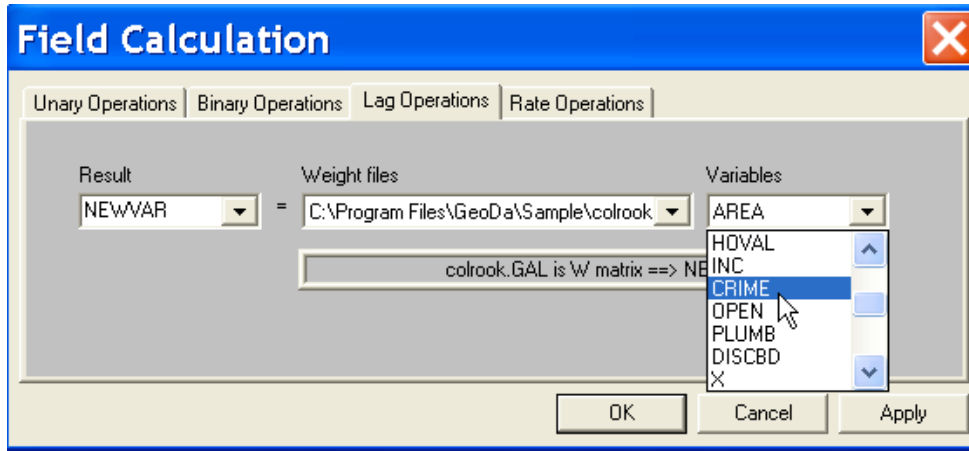 Field Calculation
Unary Operations Binary Operations Lag Operations Rate Operations
Result Weight files Variables
NEWVAR = C:\Program Files\GeoDa\Sample\colrook AREA
HOVAL
colrook.GAL is W matrix ==> NE INC
CRIME
OPEN
PLUMB
DISCBD
X
OK Cancel Apply